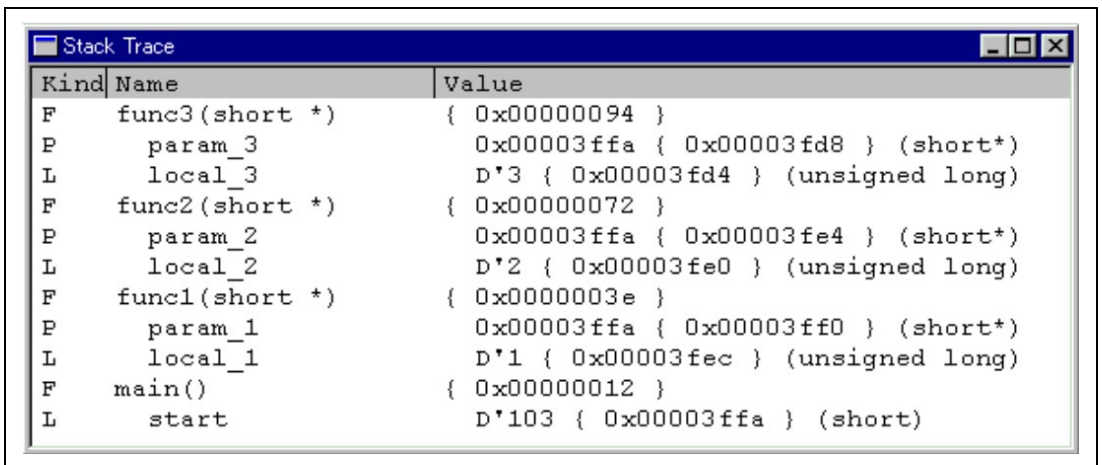 Stack Trace
Kind Name Value
F func3(short *) { 0x00000094 }
P param_3 0x00003ffa { 0x00003fd8 } (short*)
L local_3 D'3 { 0x00003fd4 } (unsigned long)
F func2(short *) { 0x00000072 }
P param_2 0x00003ffa { 0x00003fe4 } (short*)
L local_2 D'2 { 0x00003fe0 } (unsigned long)
F func1(short *) { 0x0000003e }
P param_1 0x00003ffa { 0x00003ff0 } (short*)
L local_1 D'1 { 0x00003fec } (unsigned long)
F main() { 0x00000012 }
L start D'103 { 0x00003ffa } (short)